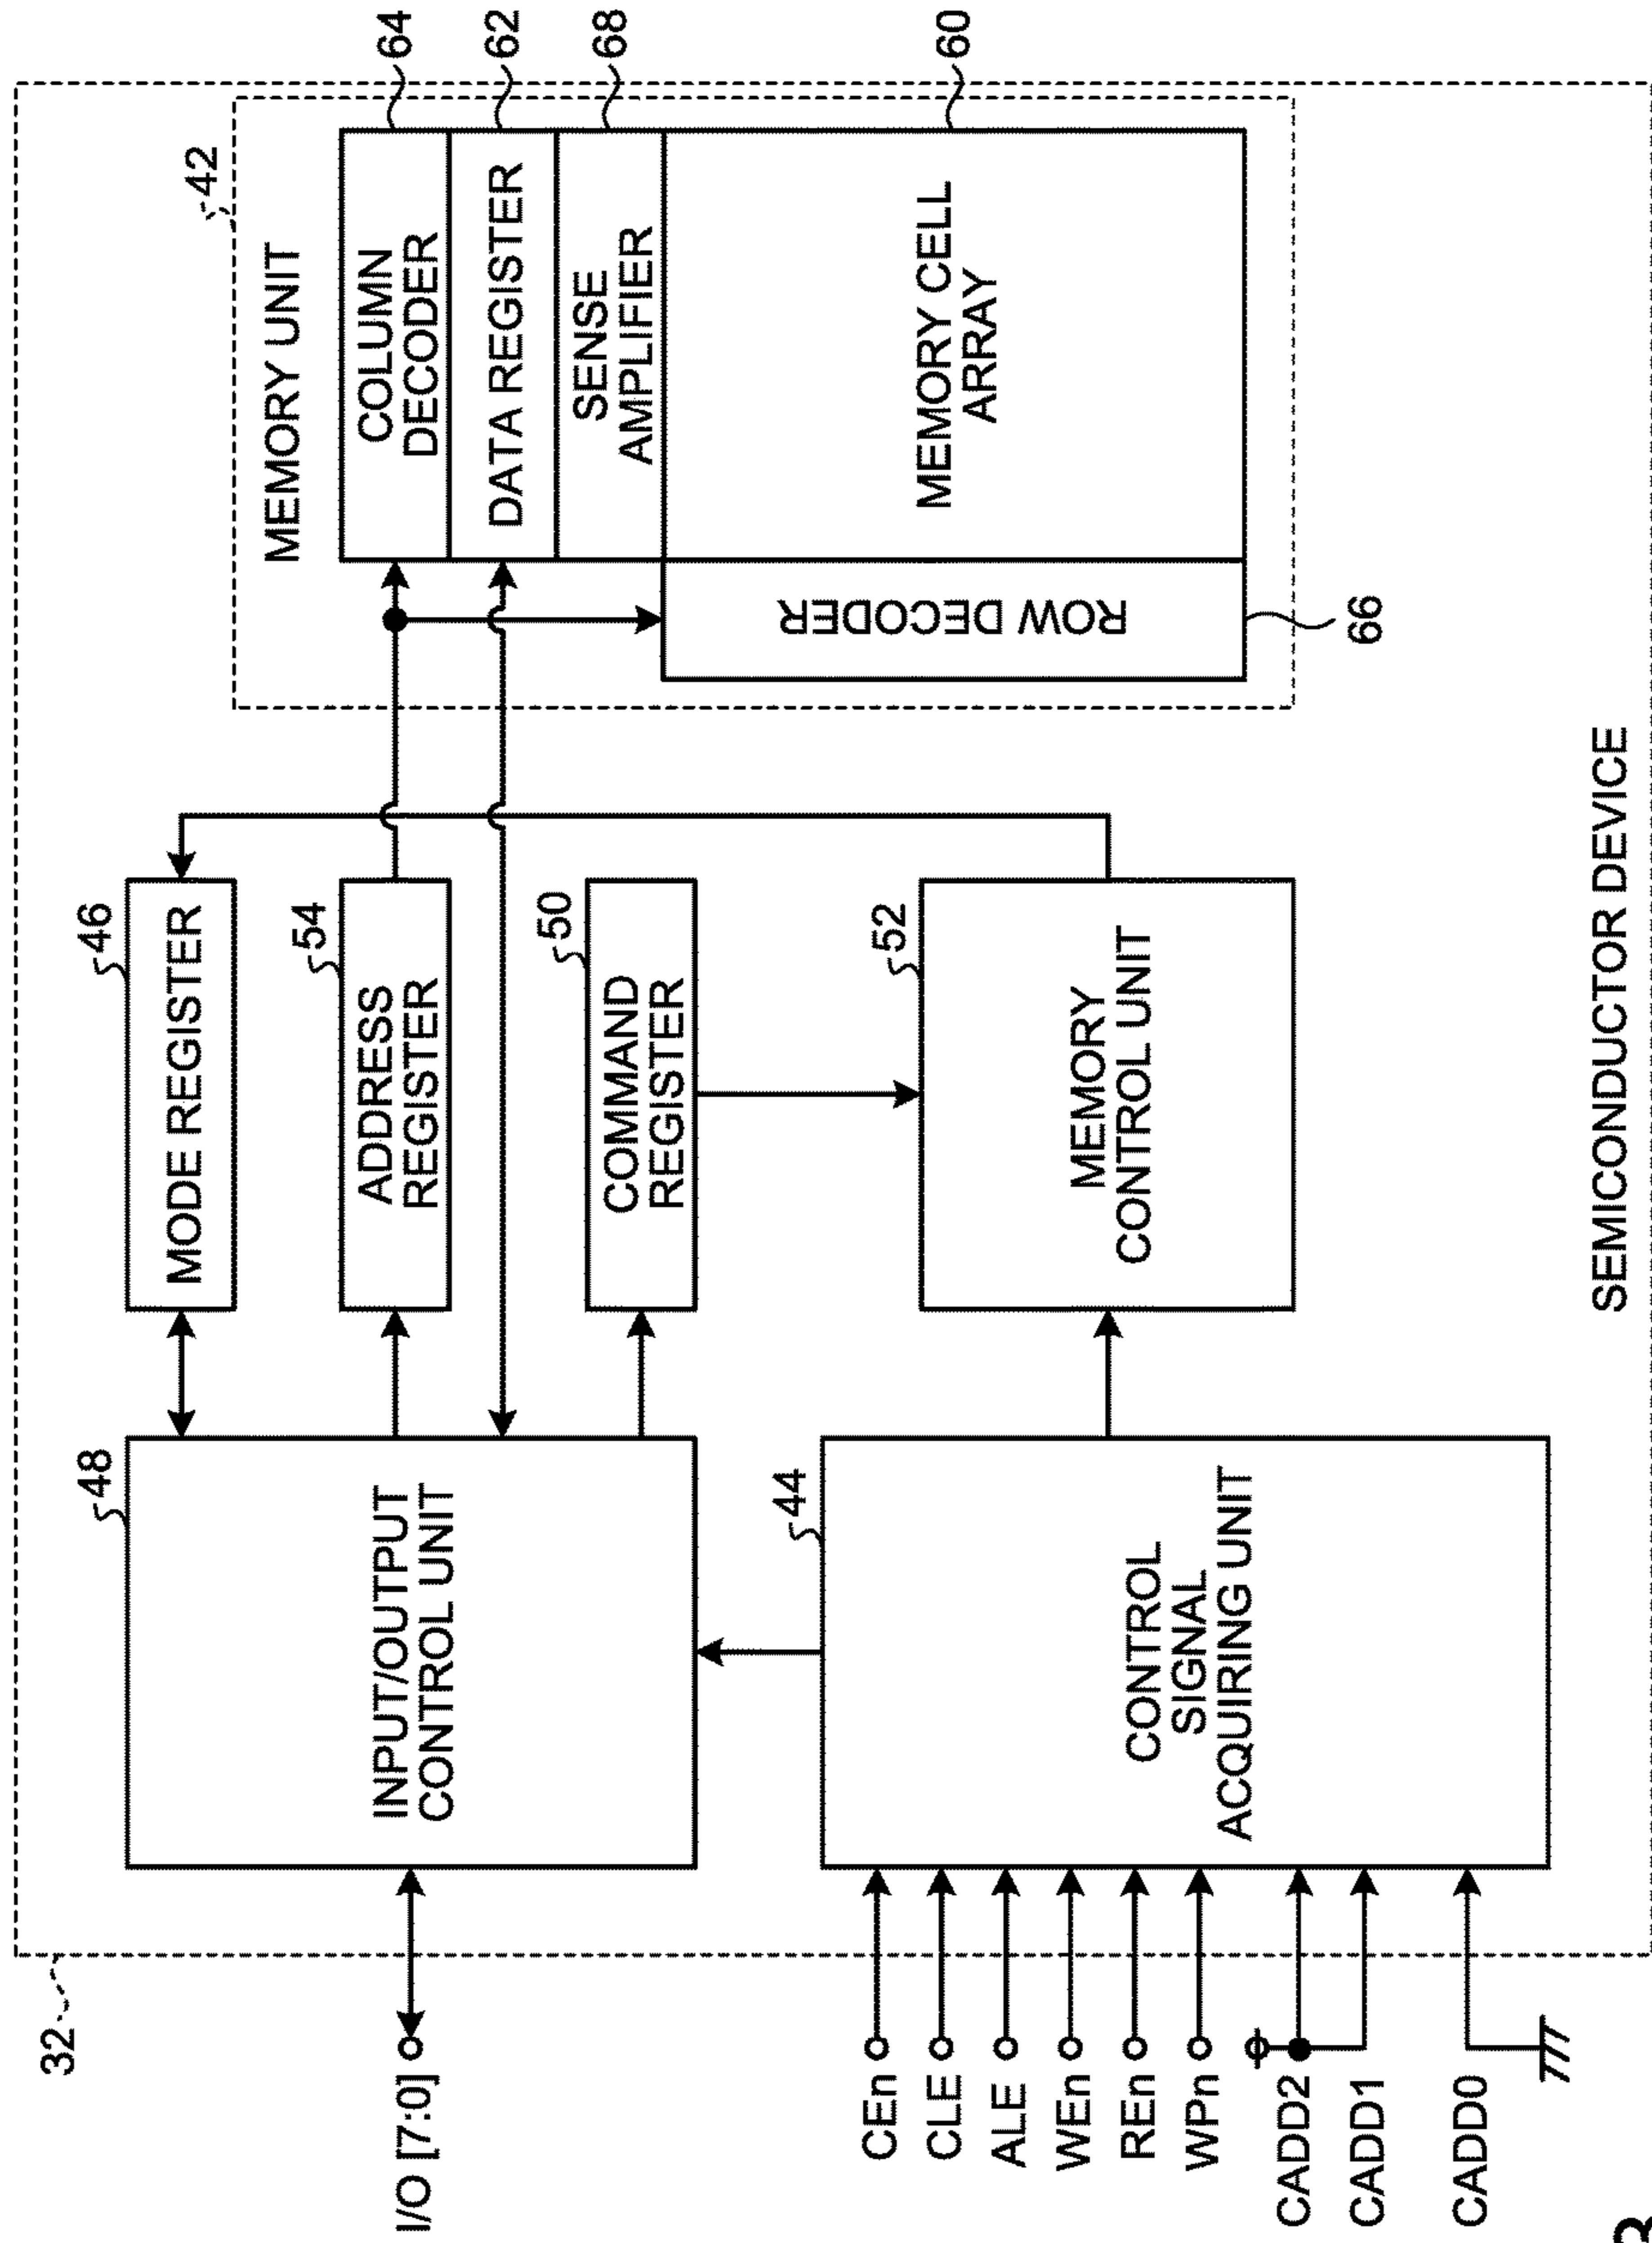 32
I/O [7:0]
CEn
CLE
ALE
WEn
REn
WPn
CADD2
CADD1
CADD0
48
INPUT/OUTPUT
CONTROL UNIT
44
CONTROL
SIGNAL
ACQUIRING UNIT
46
MODE REGISTER
54
ADDRESS
REGISTER
50
COMMAND
REGISTER
52
MEMORY
CONTROL UNIT
42
MEMORY UNIT
COLUMN
DECODER
64
DATA REGISTER
62
SENSE
AMPLIFIER
68
MEMORY CELL
ARRAY
60
ROW DECODER
66
SEMICONDUCTOR DEVICE